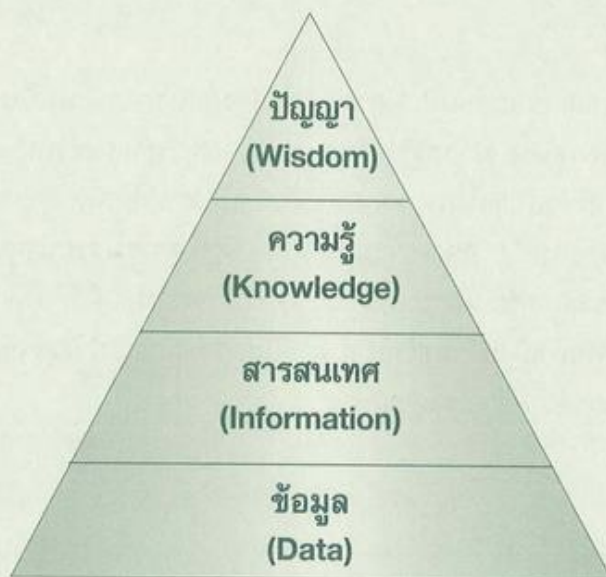 ปัญญา
(Wisdom)
ความรู้
(Knowledge)
สารสนเทศ
(Information)
ข้อมูล
(Data)